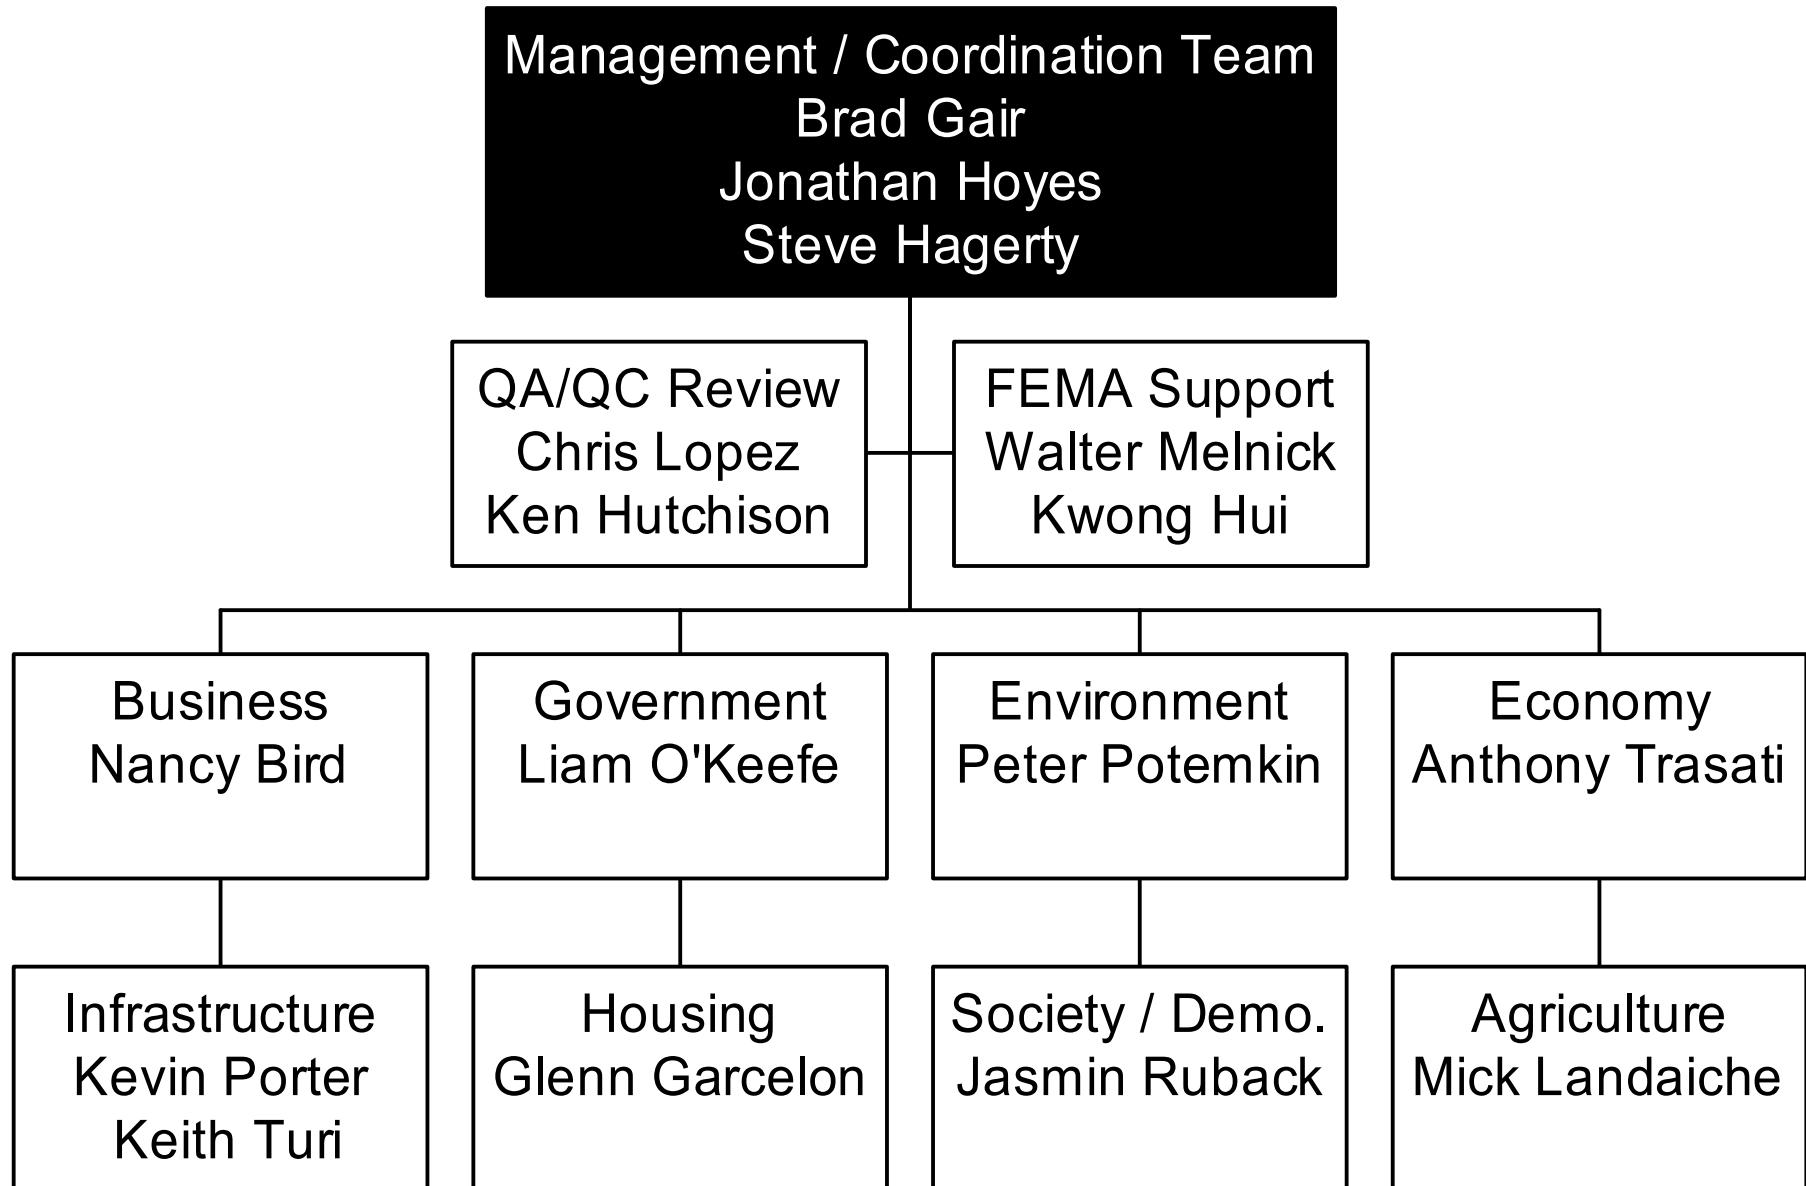 Management / Coordination Team
Brad Gair
Jonathan Hoyes
Steve Hagerty
QA/QC Review
Chris Lopez
Ken Hutchison
FEMA Support
Walter Melnick
Kwong Hui
Business
Nancy Bird
Government
Liam O'Keefe
Environment
Peter Potemkin
Economy
Anthony Trasati
Infrastructure
Kevin Porter
Keith Turi
Housing
Glenn Garcelon
Society / Demo.
Jasmin Ruback
Agriculture
Mick Landaiche